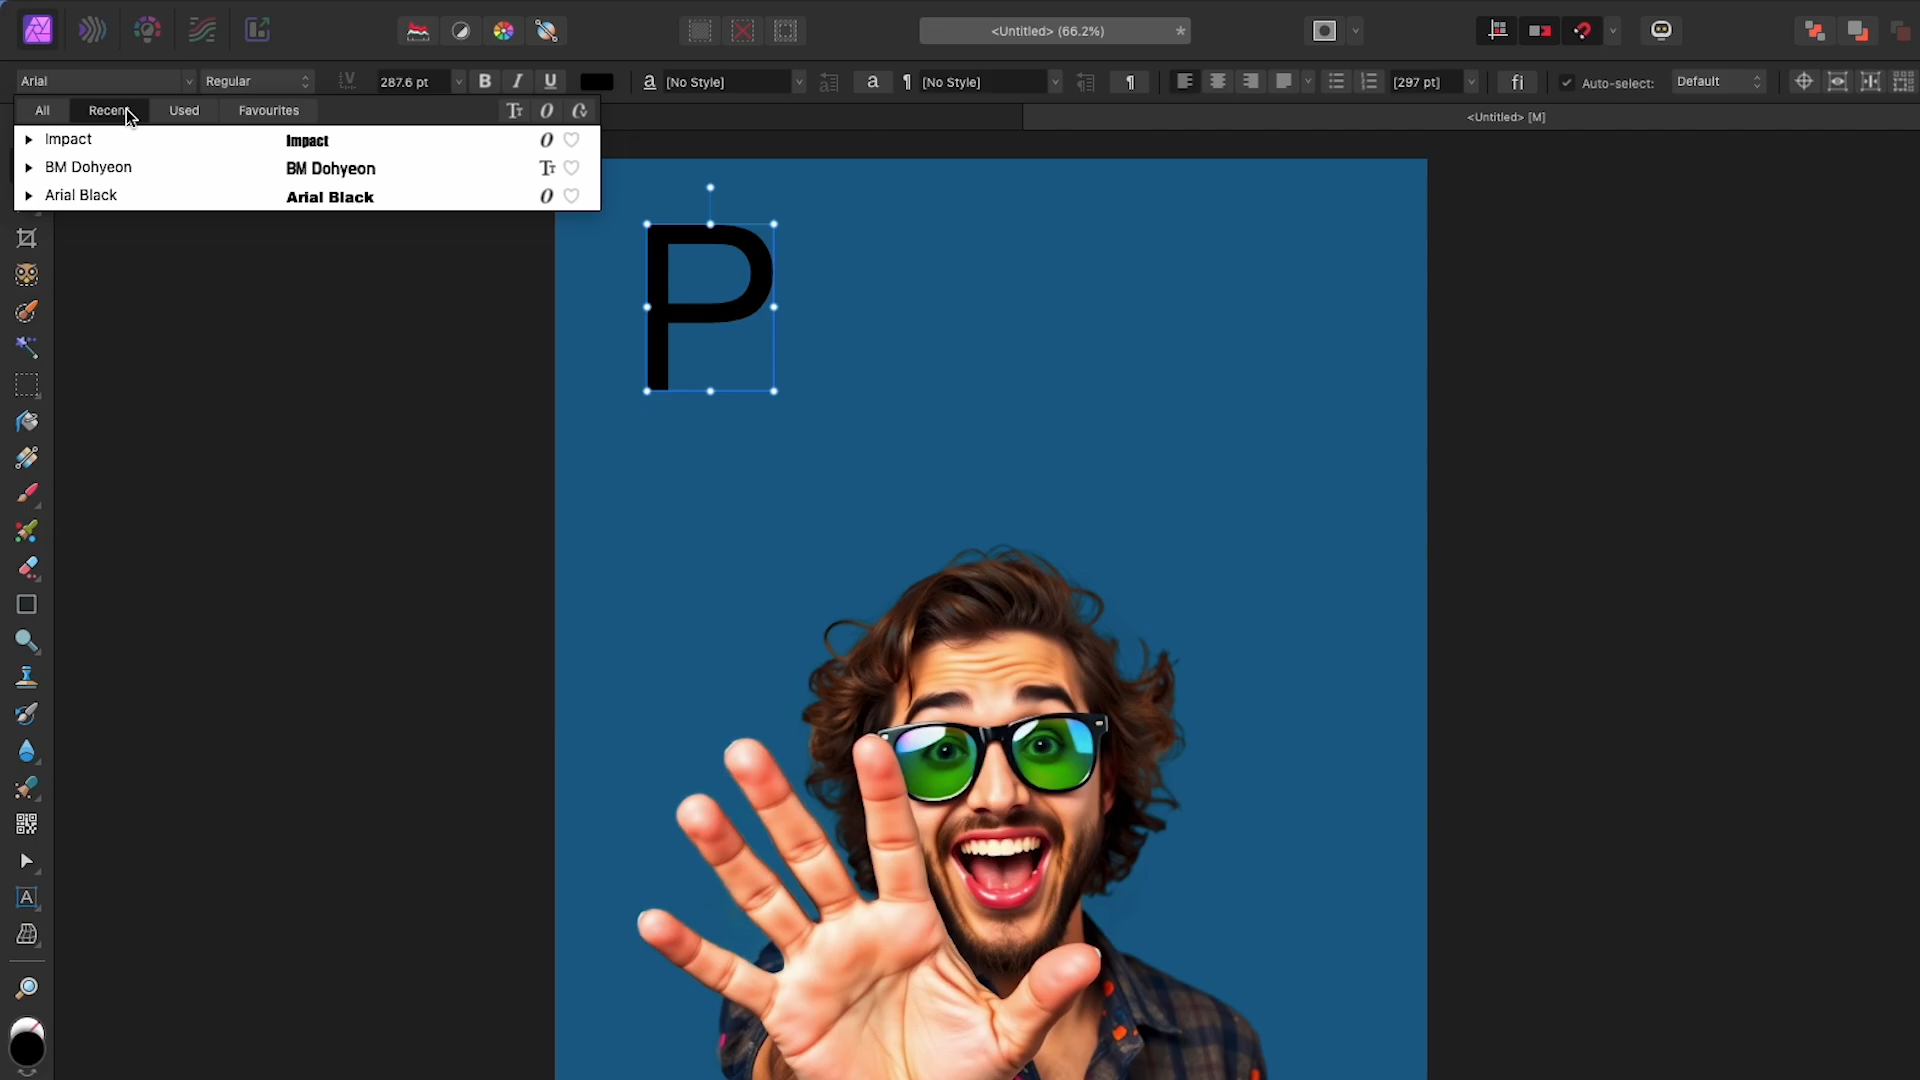 <Untitled> (66.2%) *
Arial Regular 287.6 pt B I U a [No Style] a ¶ [No Style] ¶ [297 pt] fi Auto-select: Default
All Recent Used Favourites
<Untitled> [M]
Impact Impact
BM Dohyeon BM Dohyeon
Arial Black Arial Black
P